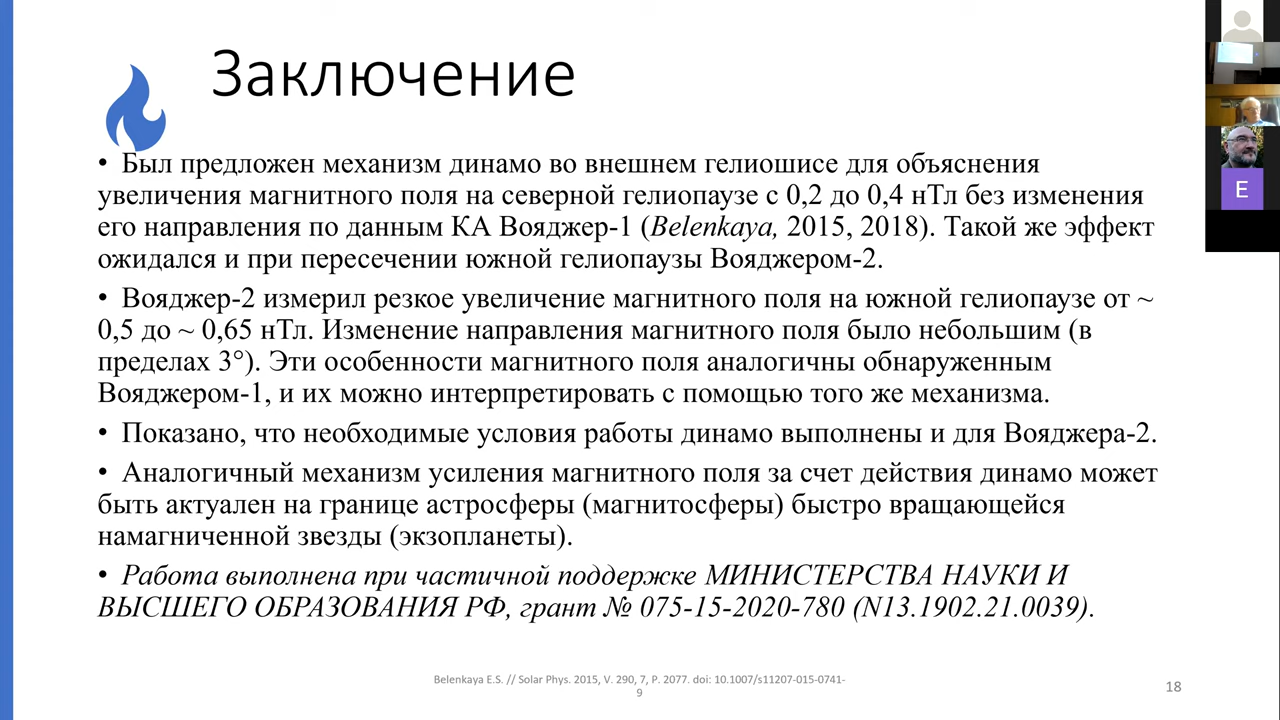 Заключение
• Был предложен механизм динамо во внешнем гелиошисе для объяснения
увеличения магнитного поля на северной гелиопаузе с 0,2 до 0,4 нТл без изменения
его направления по данным КА Вояджер-1 (Belenkaya, 2015, 2018). Такой же эффект
ожидался и при пересечении южной гелиопаузы Вояджером-2.
• Вояджер-2 измерил резкое увеличение магнитного поля на южной гелиопаузе от ~
0,5 до ~ 0,65 нТл. Изменение направления магнитного поля было небольшим (в
пределах 3°). Эти особенности магнитного поля аналогичны обнаруженным
Вояджером-1, и их можно интерпретировать с помощью того же механизма.
• Показано, что необходимые условия работы динамо выполнены и для Вояджера-2.
• Аналогичный механизм усиления магнитного поля за счет действия динамо может
быть актуален на границе астросферы (магнитосферы) быстро вращающейся
намагниченной звезды (экзопланеты).
• Работа выполнена при частичной поддержке МИНИСТЕРСТВА НАУКИ И
ВЫСШЕГО ОБРАЗОВАНИЯ РФ, грант № 075-15-2020-780 (N13.1902.21.0039).
Belenkaya E.S. // Solar Phys. 2015, V. 290, 7, P. 2077. doi: 10.1007/s11207-015-0741-
9
18
E